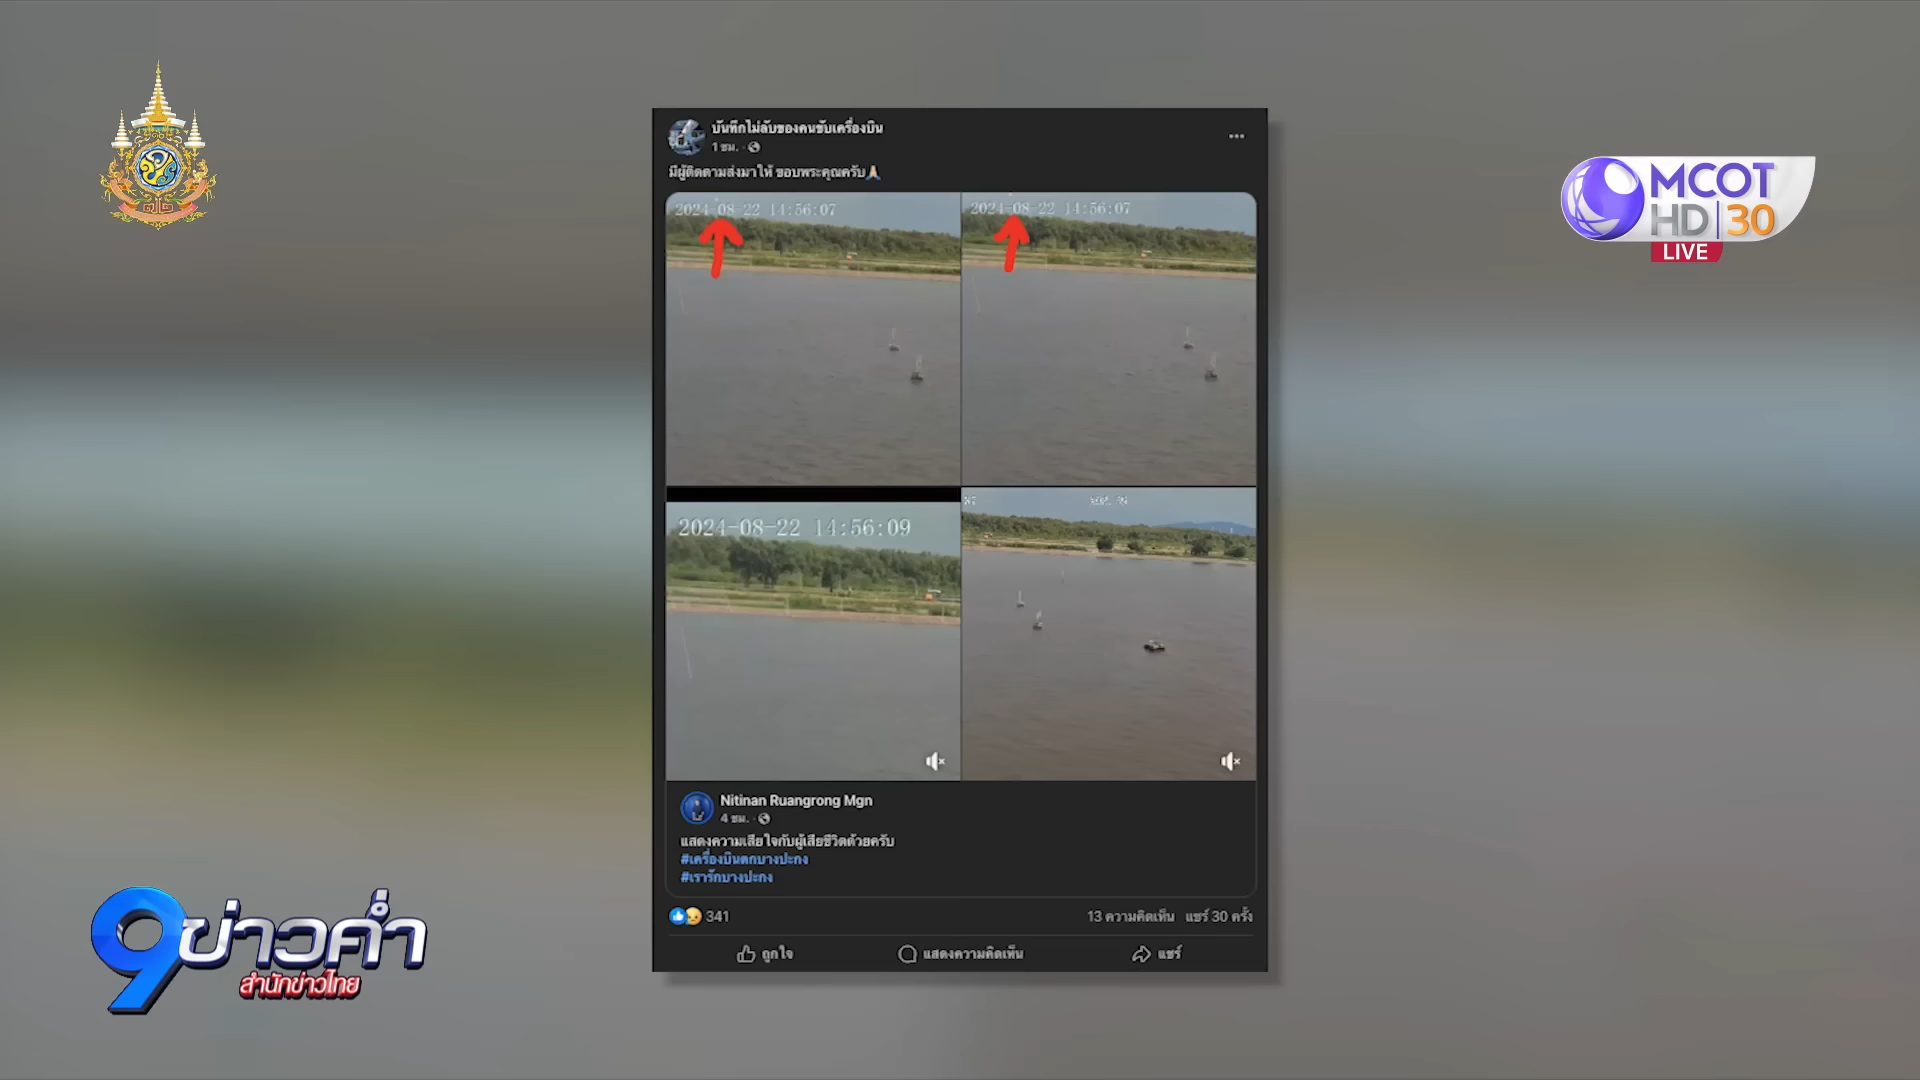 MCOT
HD 30
LIVE
บันทึกไม่ลับของคนขับเครื่องบิน
1 ชม.
มีผู้ติดตามส่งมาให้ ขอบพระคุณครับ🙏
2024-08-22 14:56:07
2024-08-22 14:56:07
2024-08-22 14:56:09
Nitinan Ruangrong Mgn
4 ชม.
แสดงความเสียใจกับผู้เสียชีวิตด้วยครับ
#เครื่องบินตกบางปะกง
#เรารักบางปะกง
341
13 ความคิดเห็น แชร์ 30 ครั้ง
ถูกใจ
แสดงความคิดเห็น
แชร์
9ข่าวค่ำ
สำนักข่าวไทย